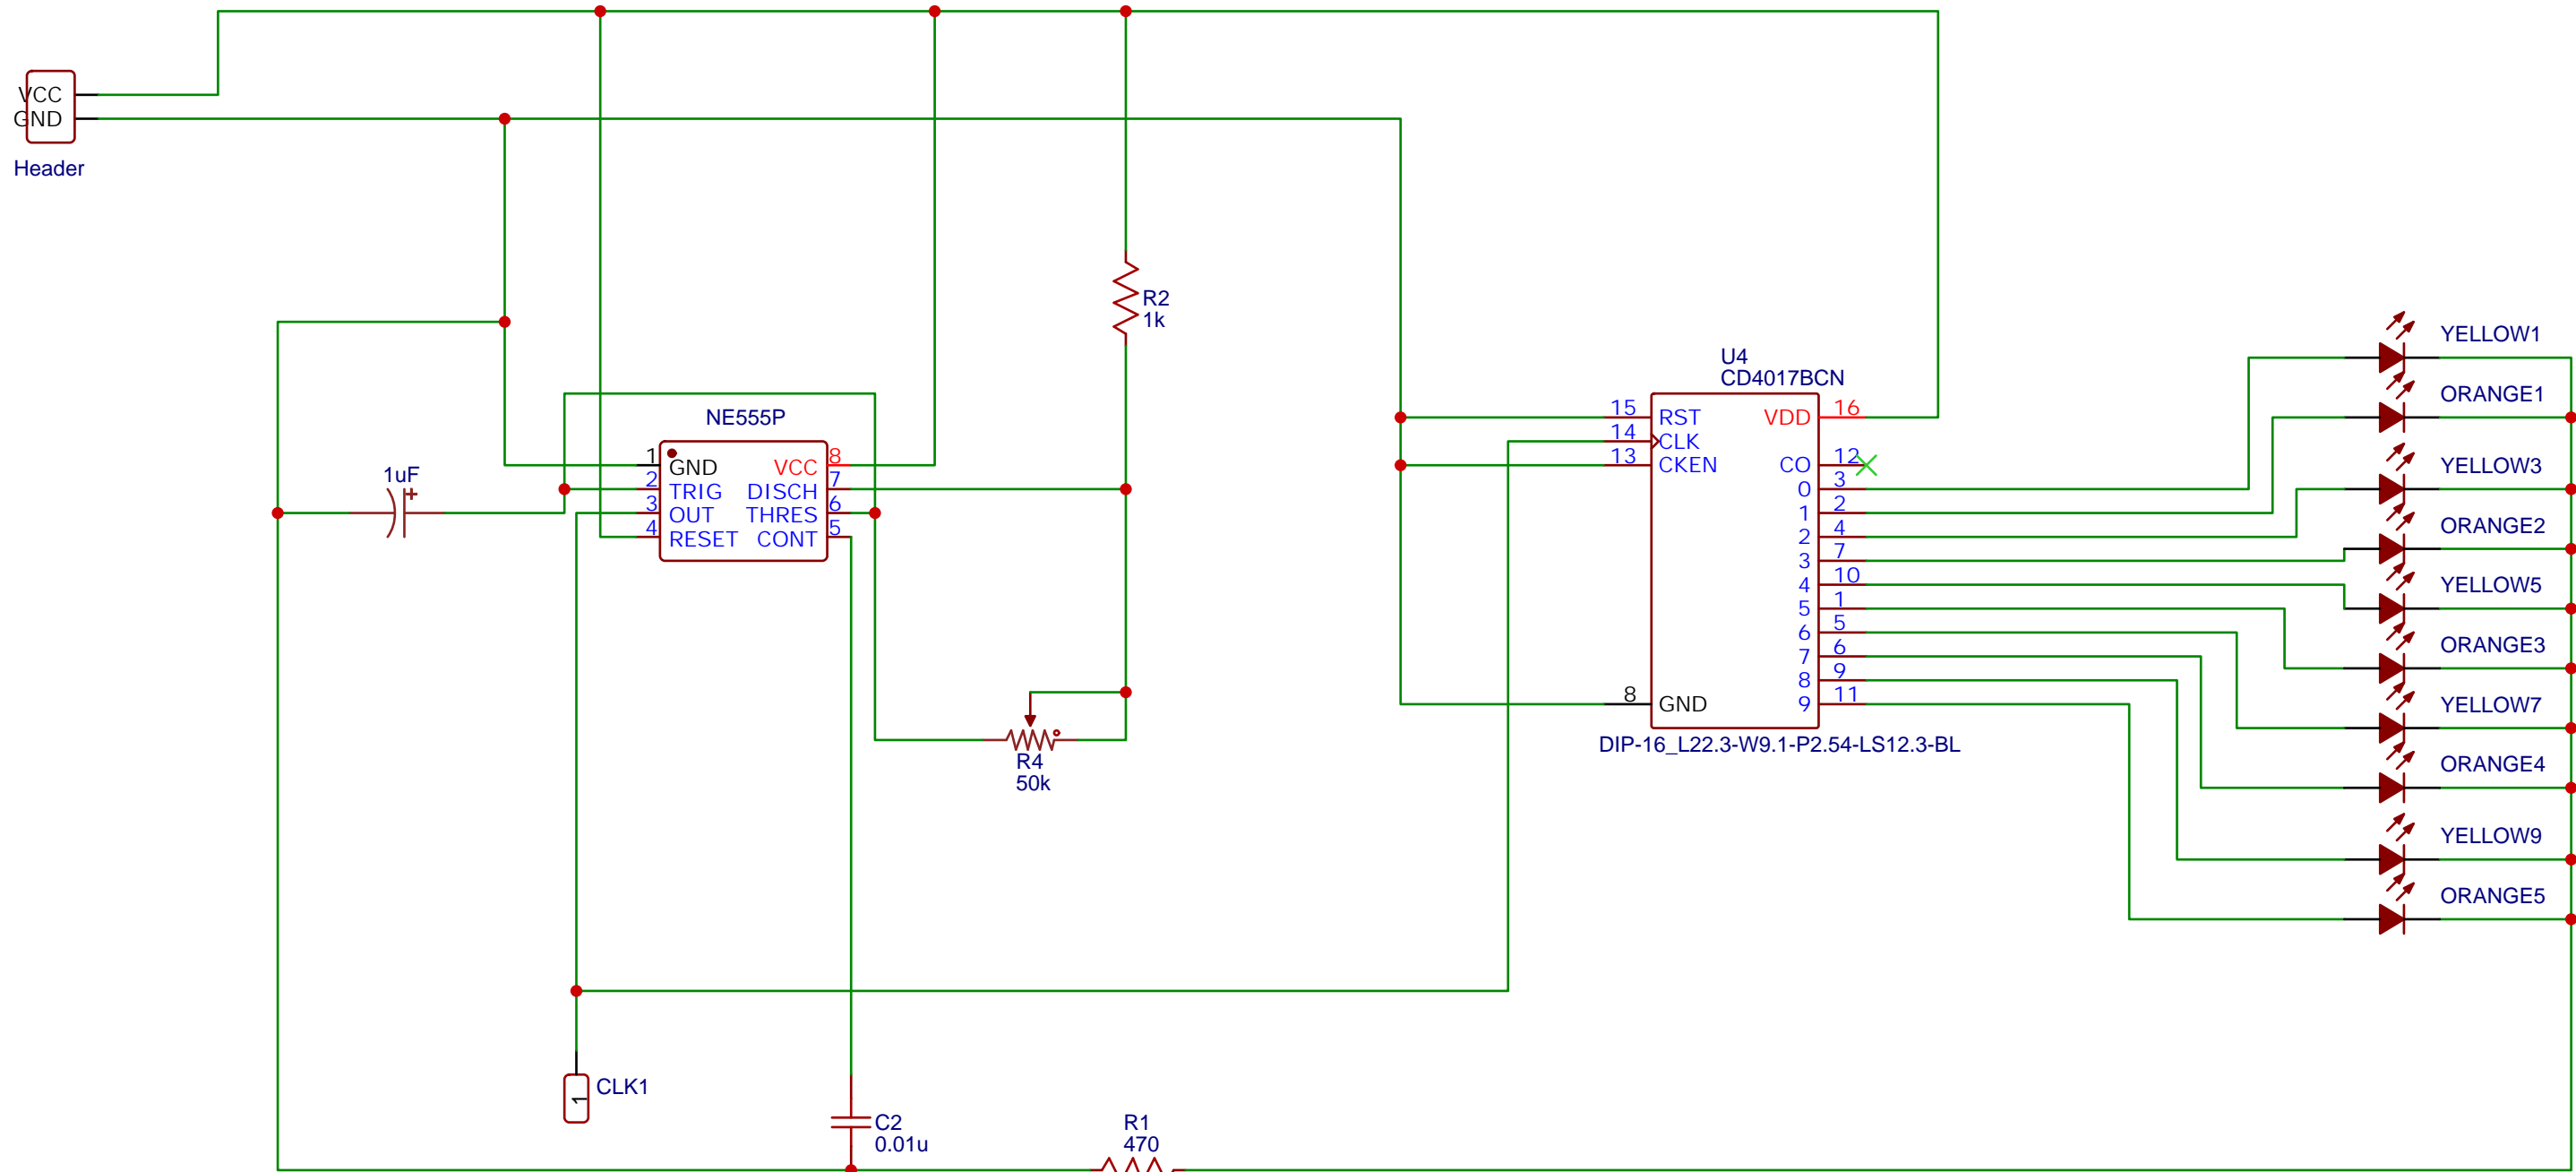 VCC
GND
Header
R2
1k
NE555P
1 GND VCC 8
2 TRIG DISCH 7
3 OUT THRES 6
4 RESET CONT 5
1uF
+
R4
50k
U4
CD4017BCN
15 RST VDD 16
14 CLK
13 CKEN CO 12
0 3
1 2
2 4
3 7
4 10
5 1
6 5
7 6
8 9
8 GND 9 11
DIP-16_L22.3-W9.1-P2.54-LS12.3-BL
YELLOW1
ORANGE1
YELLOW3
ORANGE2
YELLOW5
ORANGE3
YELLOW7
ORANGE4
YELLOW9
ORANGE5
CLK1
1
C2
0.01u
R1
470